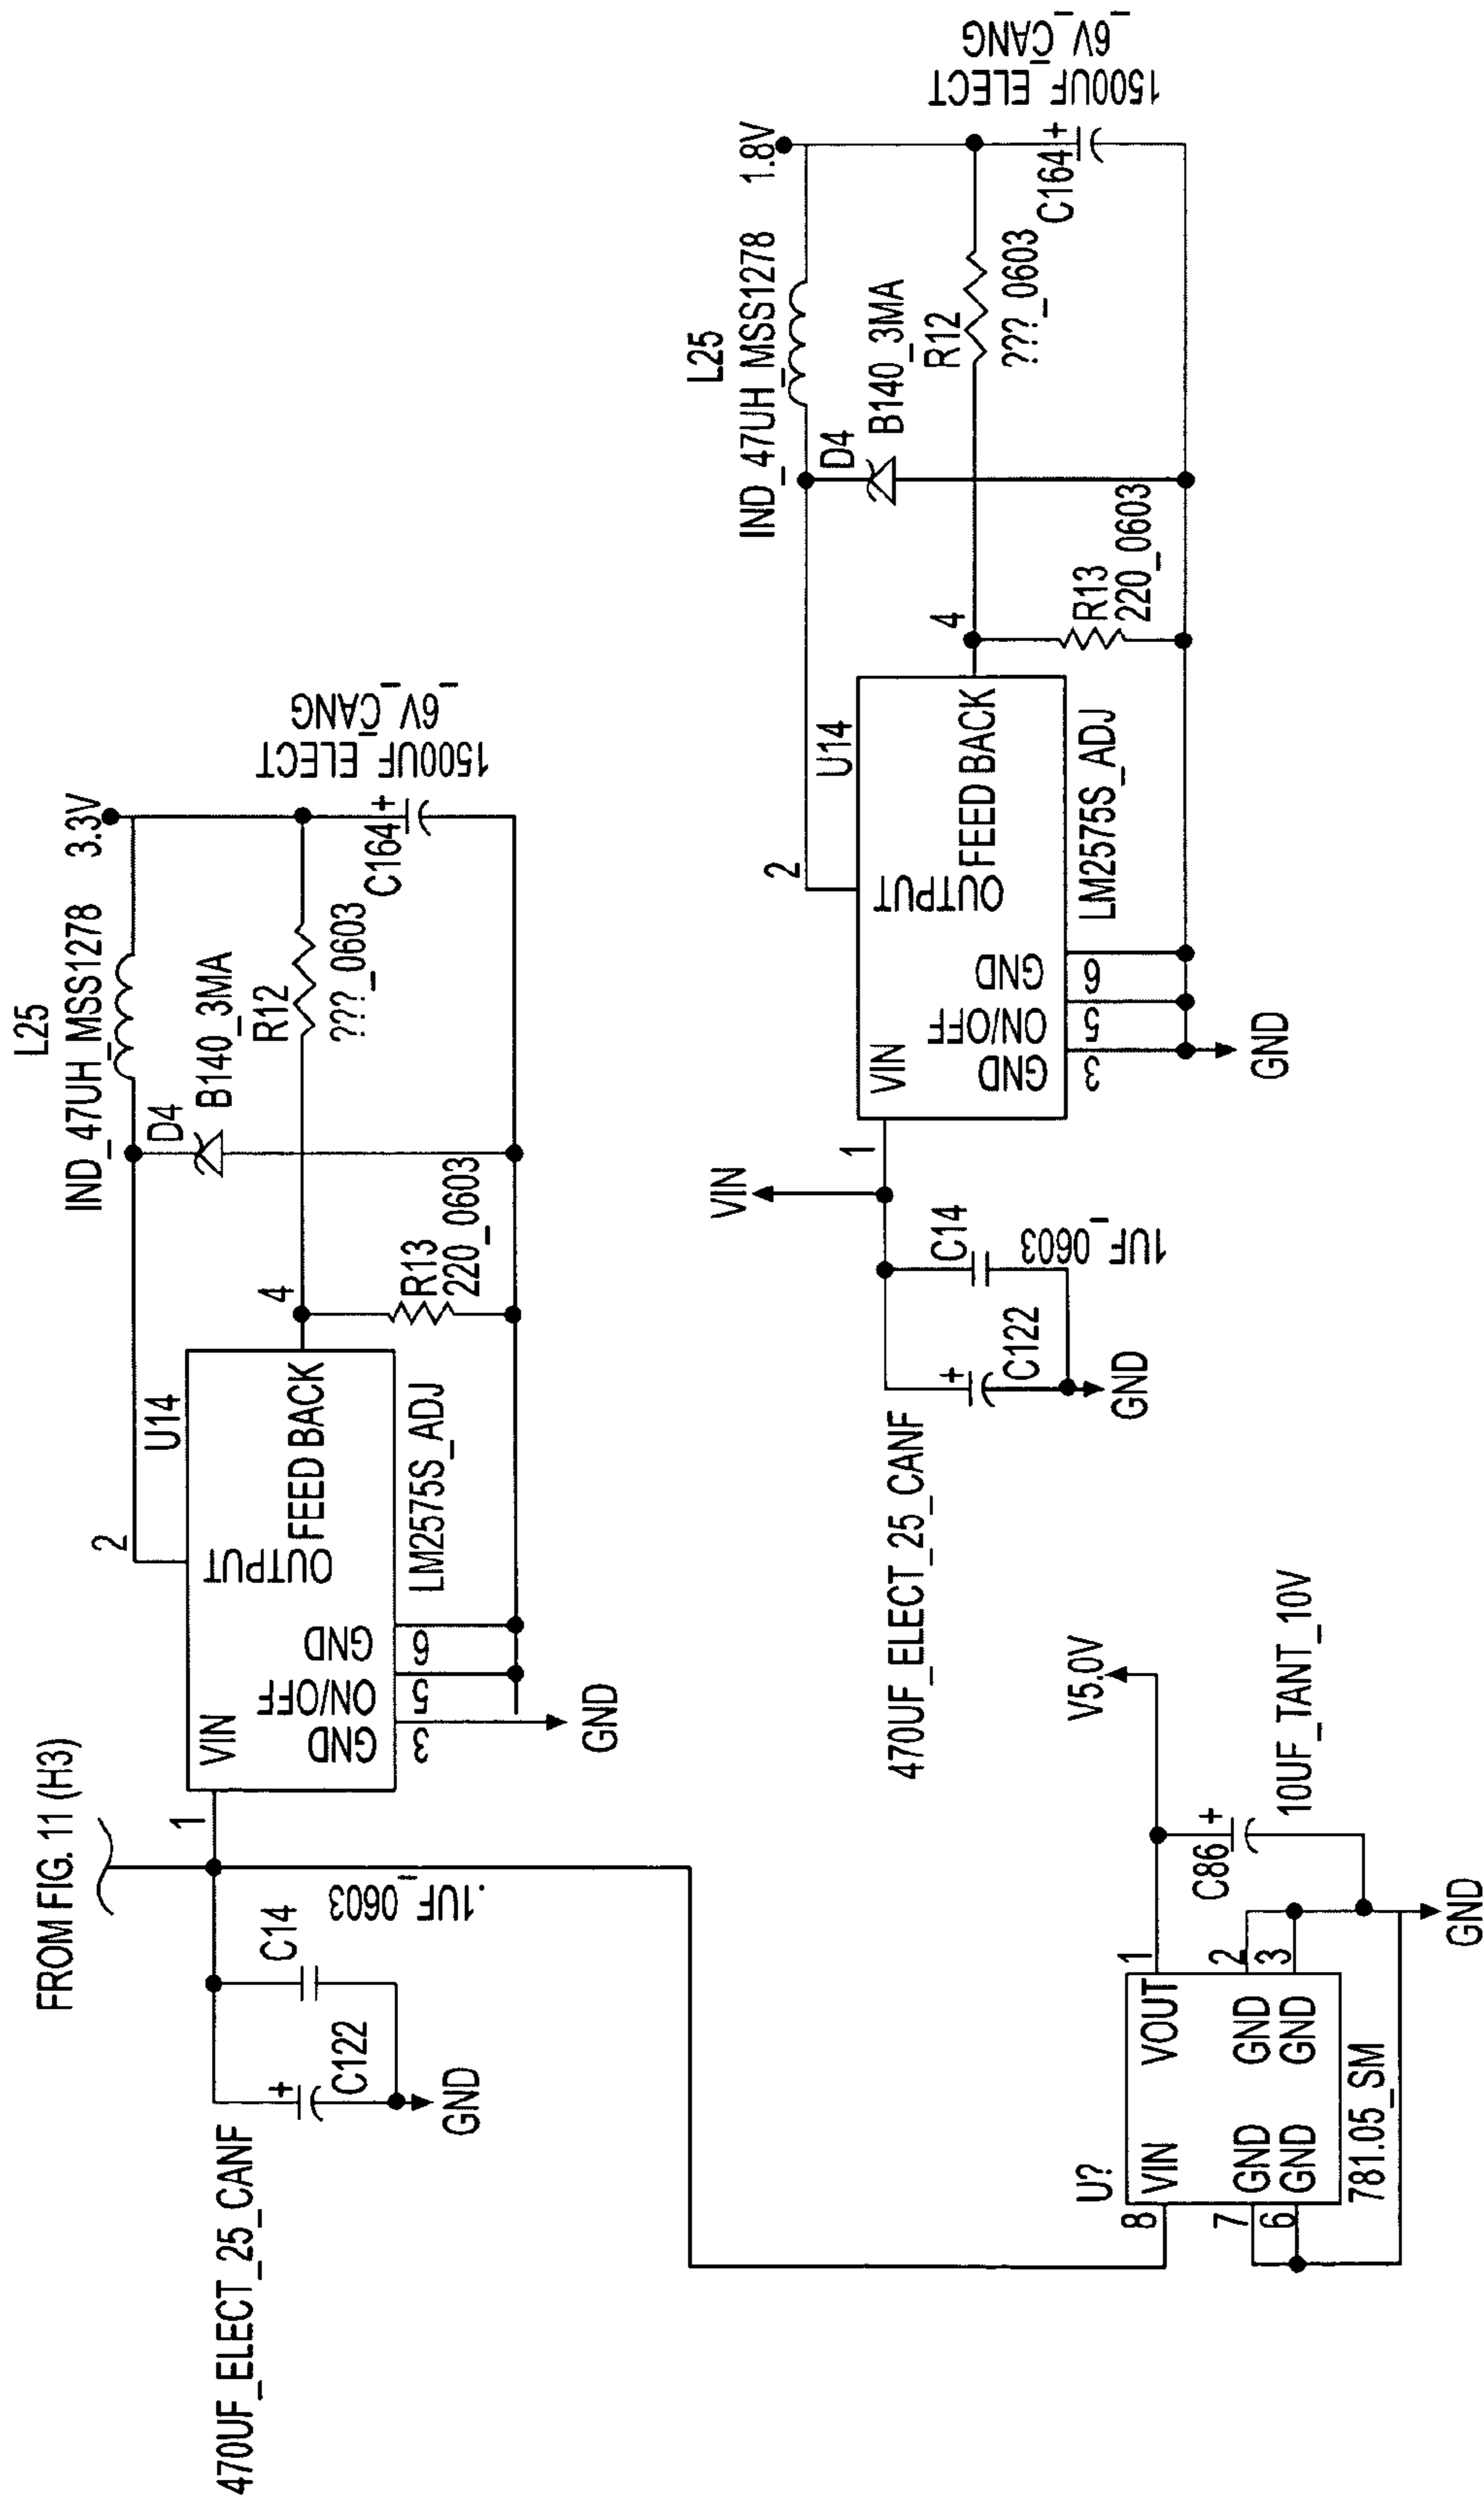 FROM FIG. 11 (H3)
470UF_ELECT_25_CANF
C122
+
C14
.1UF_0603
GND
1
U14
VIN
GND
ON/OFF
GND
OUTPUT
FEED BACK
3
5
6
2
4
LM2575S_ADJ
GND
L25
IND_47UH_MSS1278
3.3V
D4
B140_3MA
R12
???_0603
R13
220_0603
C164
+
1500UF_ELECT
_6V_CANG
470UF_ELECT_25_CANF
C122
+
C14
1UF_0603
GND
VIN
1
U14
VIN
GND
ON/OFF
GND
OUTPUT
FEED BACK
3
5
6
2
4
LM2575S_ADJ
GND
L25
IND_47UH_MSS1278
1.8V
D4
B140_3MA
R12
???_0603
R13
220_0603
C164
+
1500UF_ELECT
_6V_CANG
U?
8
VIN
VOUT
1
7
GND
GND
2
6
GND
GND
3
781.05_SM
V5.0V
C86
+
10UF_TANT_10V
GND